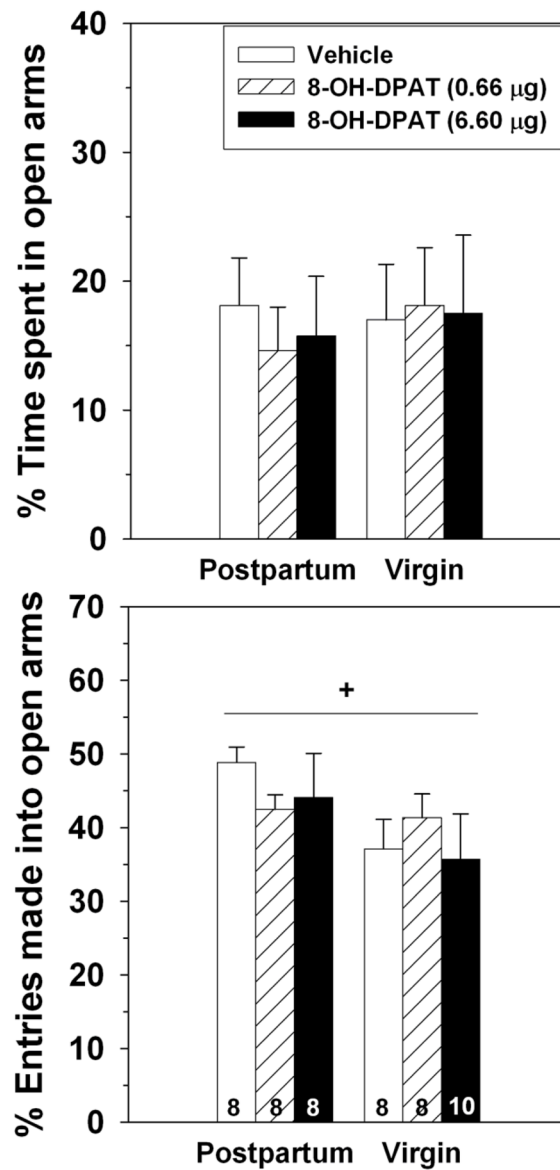 % Time spent in open arms
40
30
20
10
0
Vehicle
8-OH-DPAT (0.66 μg)
8-OH-DPAT (6.60 μg)
Postpartum Virgin
% Entries made into open arms
70
60
50
40
30
20
10
0
+
8 8 8 8 8 10
Postpartum Virgin